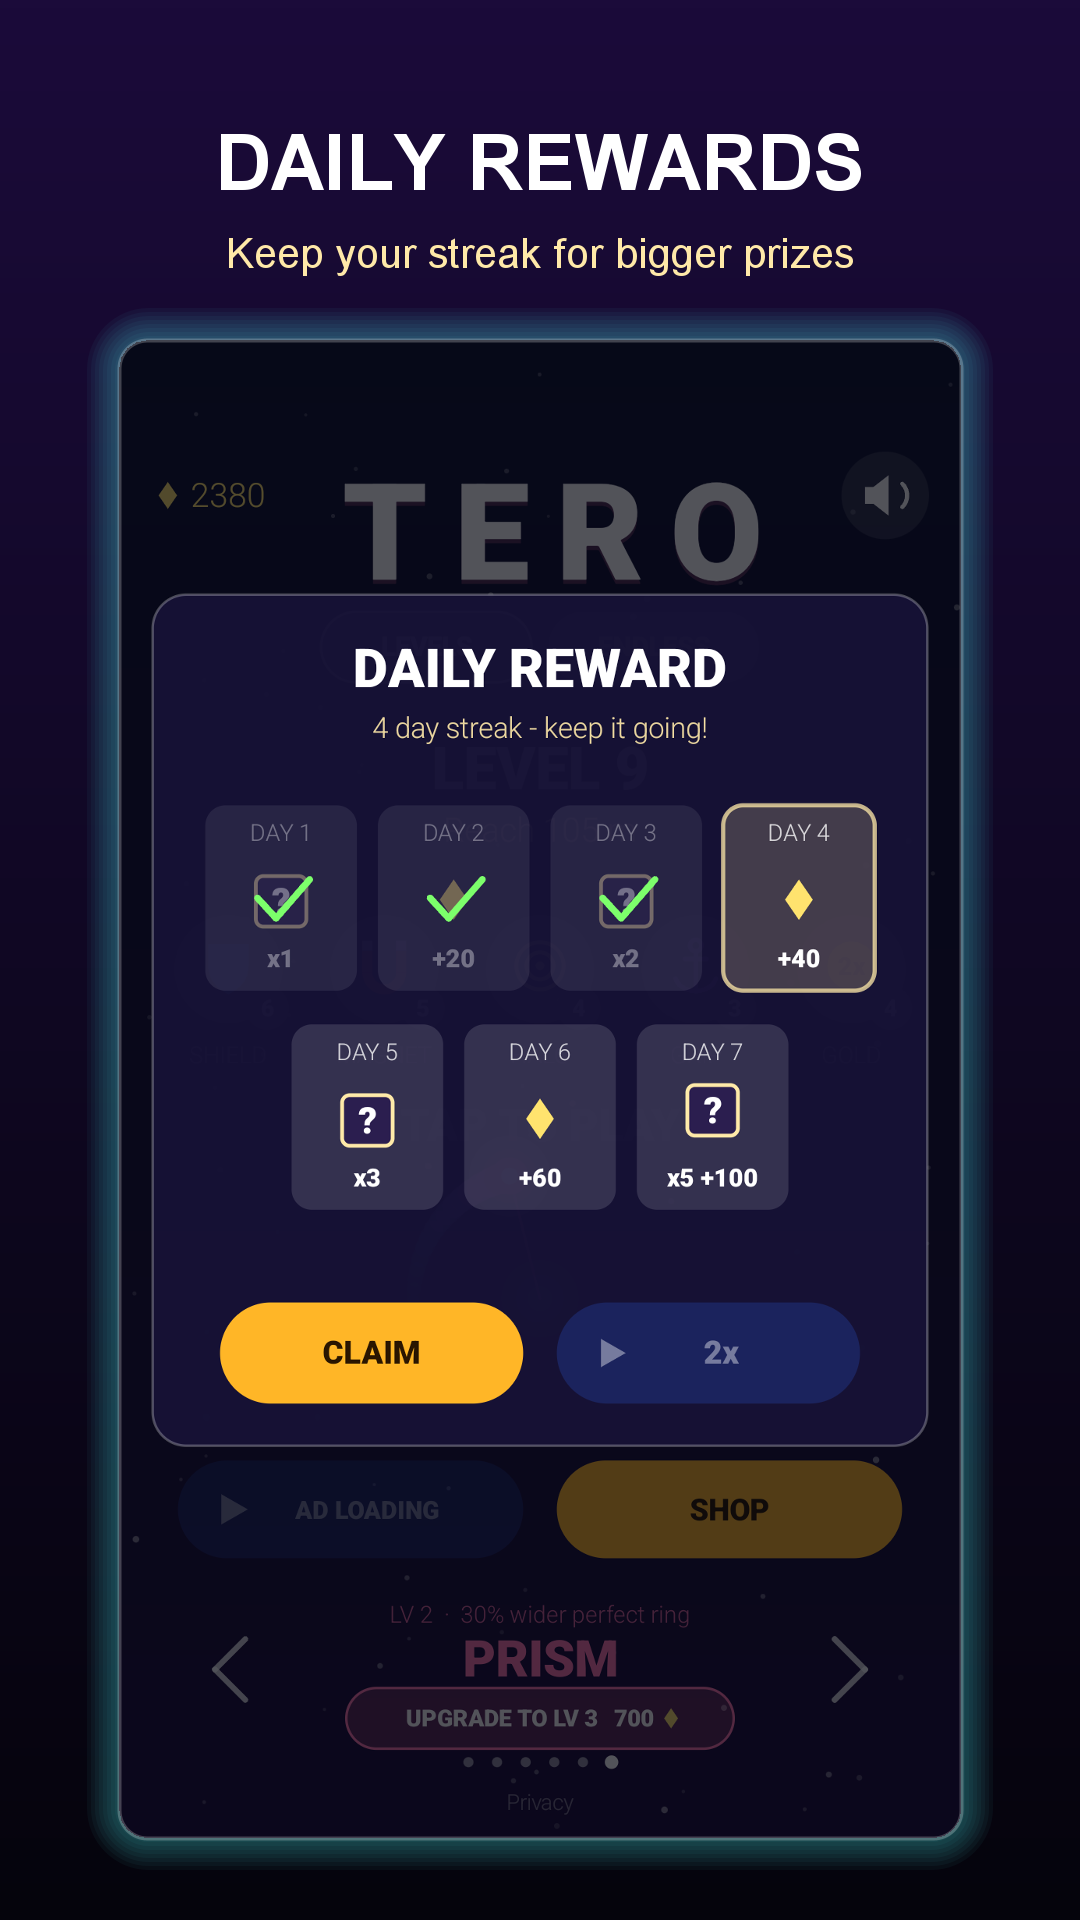 DAILY REWARDS
Keep your streak for bigger prizes
2380
TERO
DAILY REWARD
4 day streak - keep it going!
LEVEL 9
DAY 1
DAY 2
DAY 3
DAY 4
?
?
x1
+20
x2
+40
DAY 5
DAY 6
DAY 7
?
?
x3
+60
x5 +100
CLAIM
2x
AD LOADING
SHOP
LV 2 · 30% wider perfect ring
PRISM
UPGRADE TO LV 3 700
Privacy